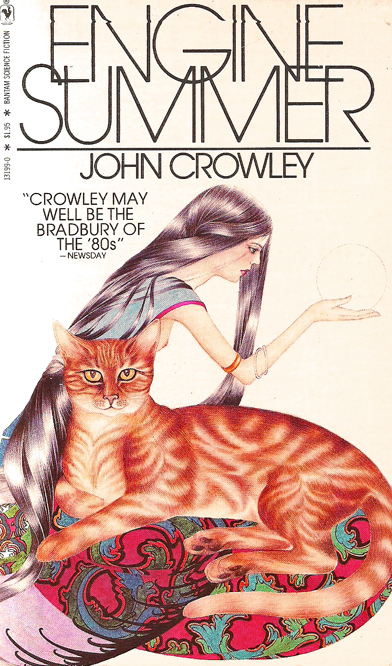 ENGINE
SUMMER
JOHN CROWLEY
"CROWLEY MAY
WELL BE THE
BRADBURY OF
THE '80s"
—NEWSDAY
13199-0 ★ $1.95 ★ BANTAM SCIENCE FICTION